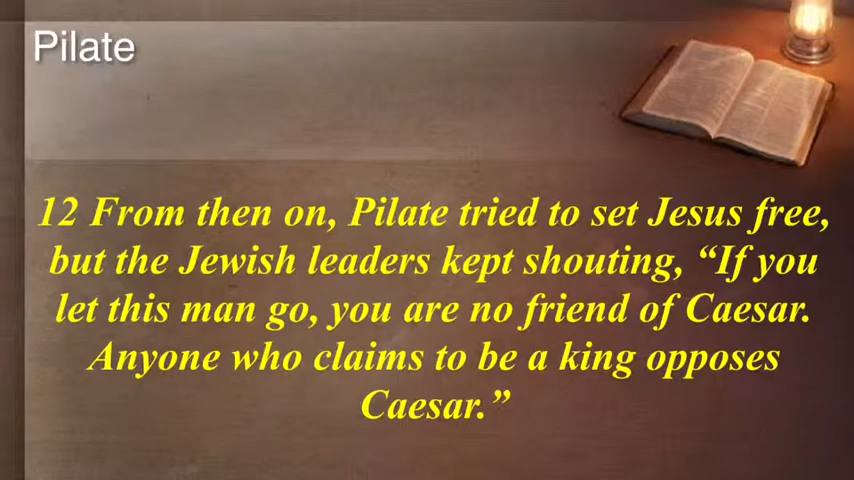 Pilate
12 From then on, Pilate tried to set Jesus free,
but the Jewish leaders kept shouting, “If you
let this man go, you are no friend of Caesar.
Anyone who claims to be a king opposes
Caesar.”